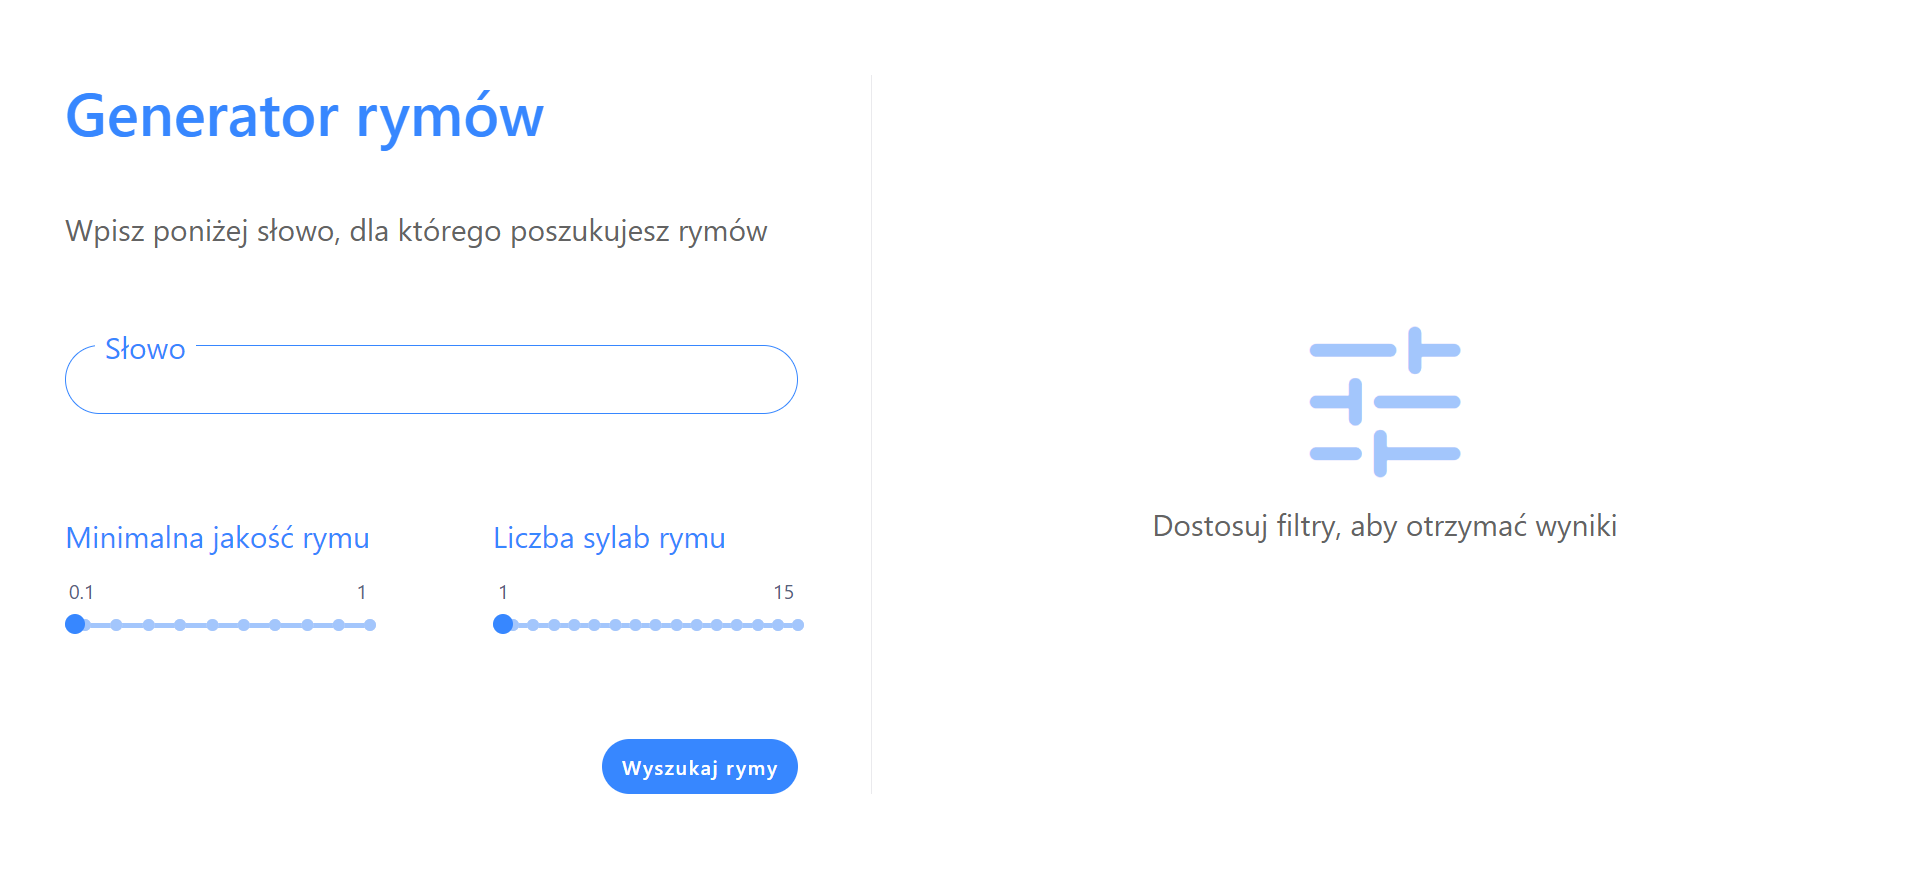 Generator rymów
Wpisz poniżej słowo, dla którego poszukujesz rymów
Słowo
Minimalna jakość rymu
0.1 1
Liczba sylab rymu
1 15
Wyszukaj rymy
Dostosuj filtry, aby otrzymać wyniki